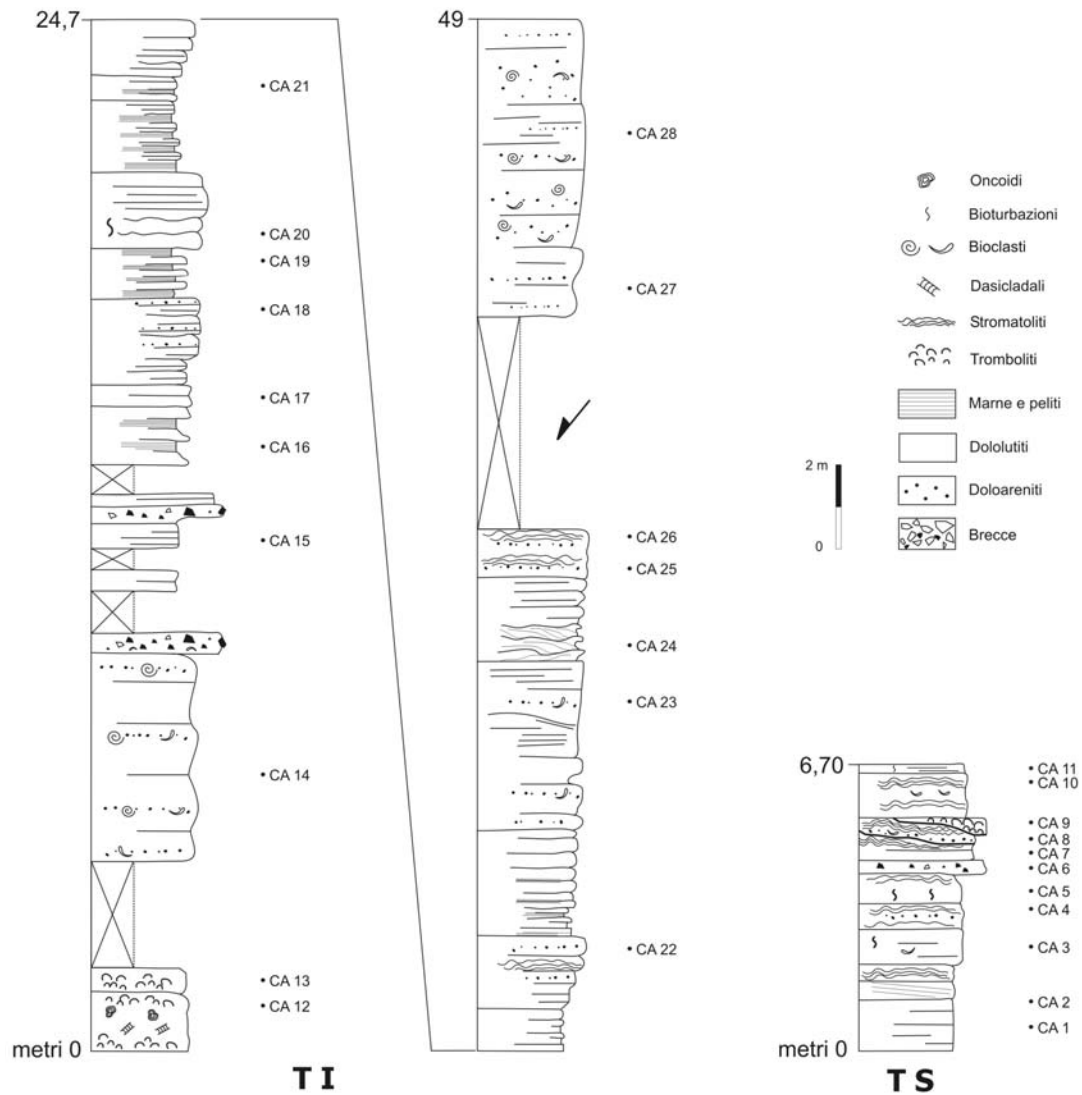 24,7
• CA 21
• CA 20
• CA 19
• CA 18
• CA 17
• CA 16
• CA 15
• CA 14
• CA 13
• CA 12
metri 0
T I
49
• CA 28
• CA 27
• CA 26
• CA 25
• CA 24
• CA 23
• CA 22
Oncoidi
Bioturbazioni
Bioclasti
Dasicladali
Stromatoliti
Tromboliti
Marne e peliti
Dololutiti
Doloareniti
Brecce
2 m
0
6,70
• CA 11
• CA 10
• CA 9
• CA 8
• CA 7
• CA 6
• CA 5
• CA 4
• CA 3
• CA 2
• CA 1
metri 0
T S